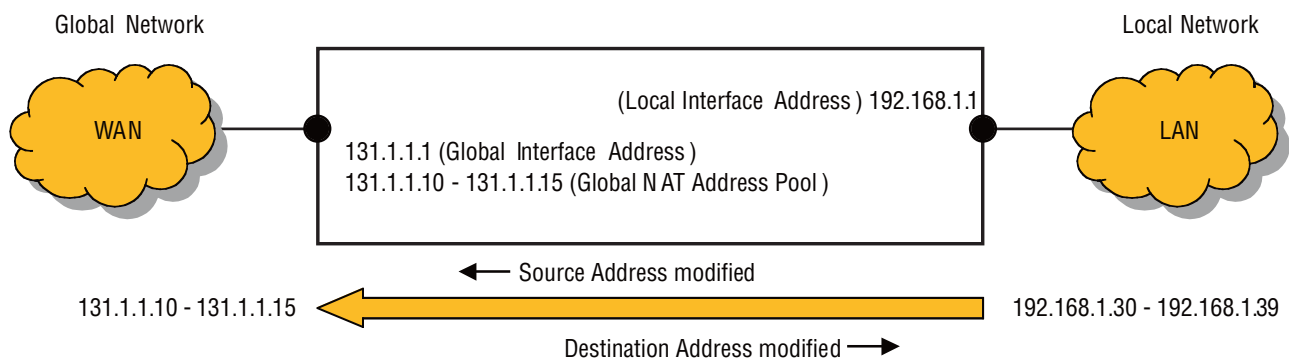 Global Network
Local Network
WAN
(Local Interface Address) 192.168.1.1
LAN
131.1.1.1 (Global Interface Address)
131.1.1.10 - 131.1.1.15 (Global NAT Address Pool)
Source Address modified
131.1.1.10 - 131.1.1.15
192.168.1.30 - 192.168.1.39
Destination Address modified